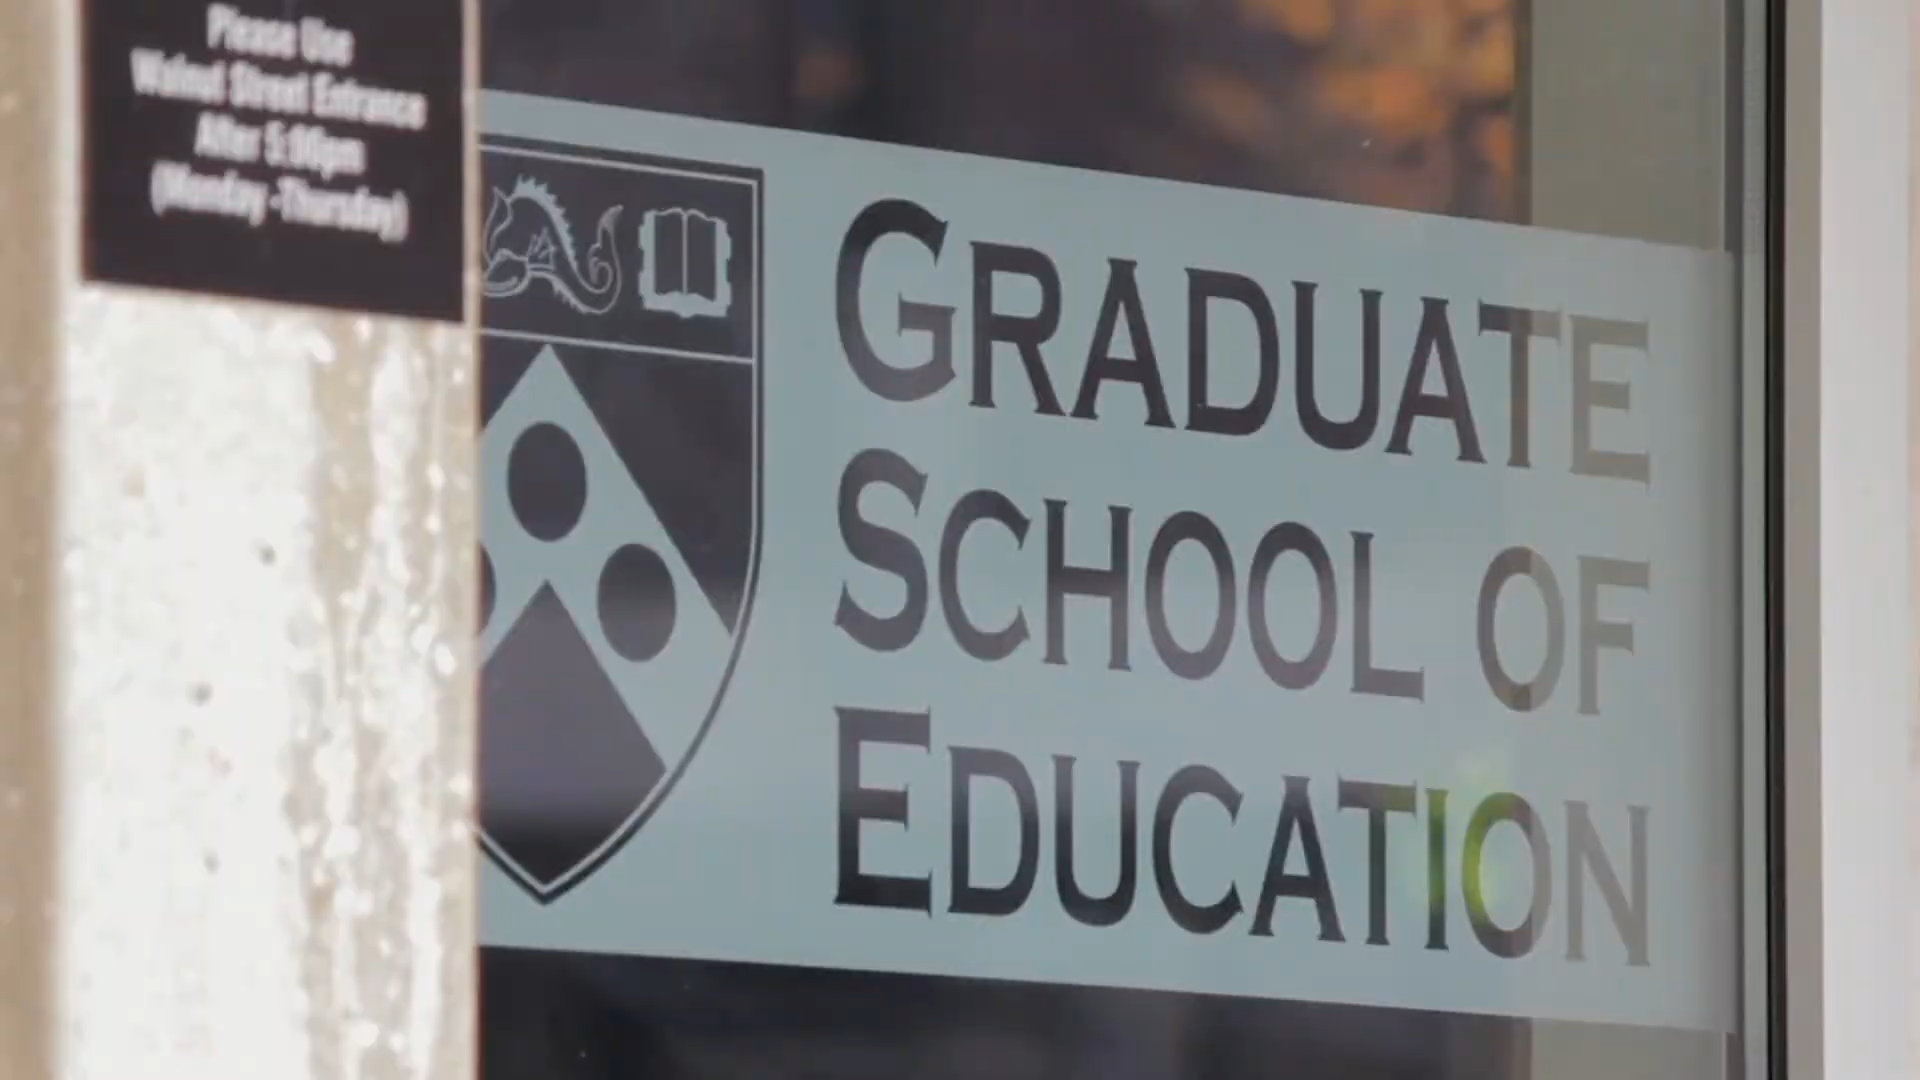 Please Use
Walnut Street Entrance
After 5:00pm
(Monday -Thursday)
GRADUATE
SCHOOL OF
EDUCATION